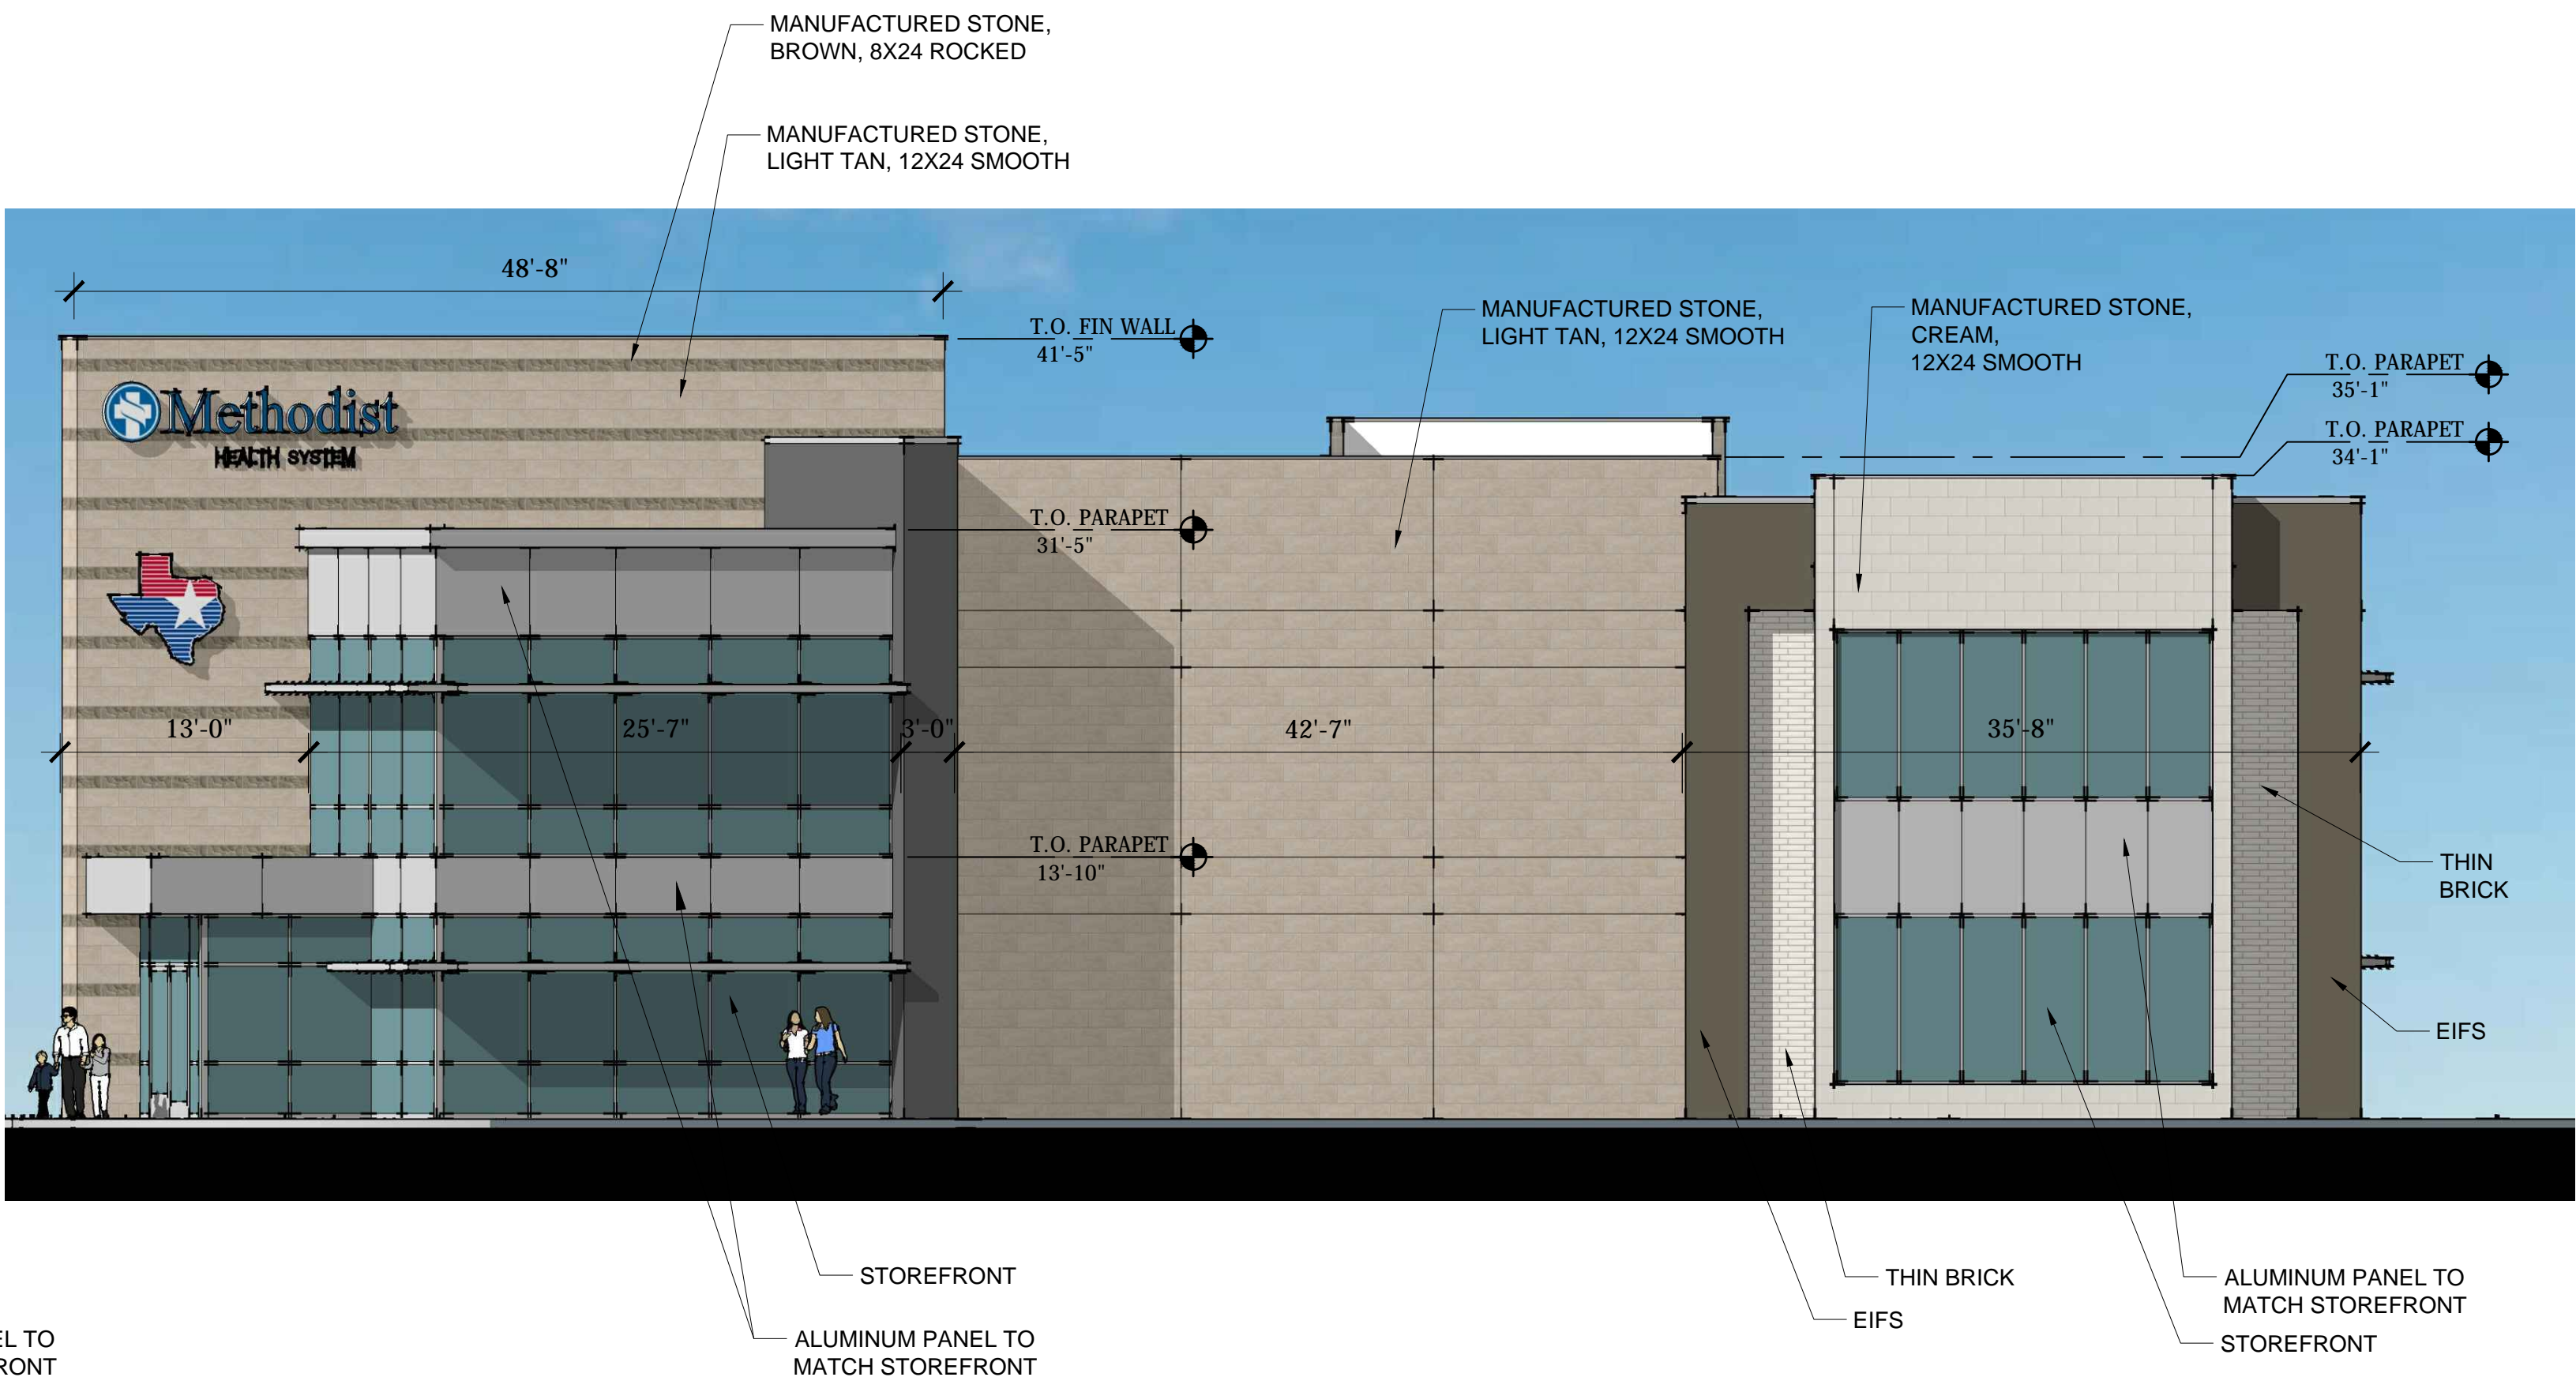 MANUFACTURED STONE,
BROWN, 8X24 ROCKED
MANUFACTURED STONE,
LIGHT TAN, 12X24 SMOOTH
48'-8"
T.O. FIN WALL
41'-5"
MANUFACTURED STONE,
LIGHT TAN, 12X24 SMOOTH
MANUFACTURED STONE,
CREAM,
12X24 SMOOTH
T.O. PARAPET
35'-1"
T.O. PARAPET
34'-1"
Methodist
HEALTH SYSTEM
T.O. PARAPET
31'-5"
13'-0"
25'-7"
3'-0"
42'-7"
35'-8"
T.O. PARAPET
13'-10"
THIN
BRICK
EIFS
STOREFRONT
THIN BRICK
EIFS
ALUMINUM PANEL TO
MATCH STOREFRONT
STOREFRONT
EL TO
RONT
ALUMINUM PANEL TO
MATCH STOREFRONT